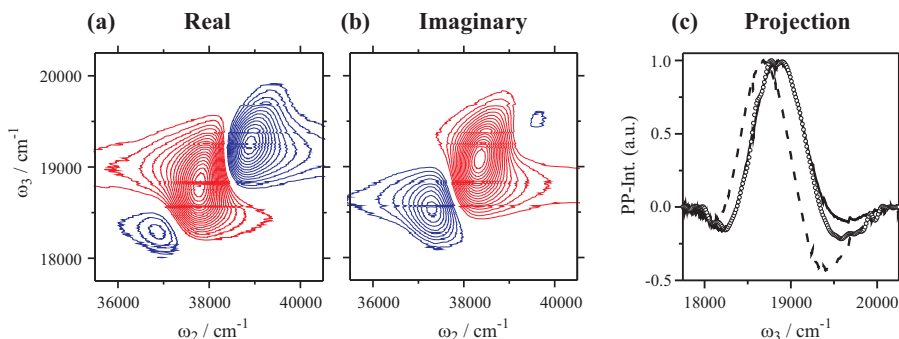 (a) Real (b) Imaginary (c) Projection
20000
19000
18000
ω₃ / cm⁻¹
36000 38000 40000
ω₂ / cm⁻¹
36000 38000 40000
ω₂ / cm⁻¹
1.0
0.5
0.0
-0.5
PP-Int. (a.u.)
18000 19000 20000
ω₃ / cm⁻¹